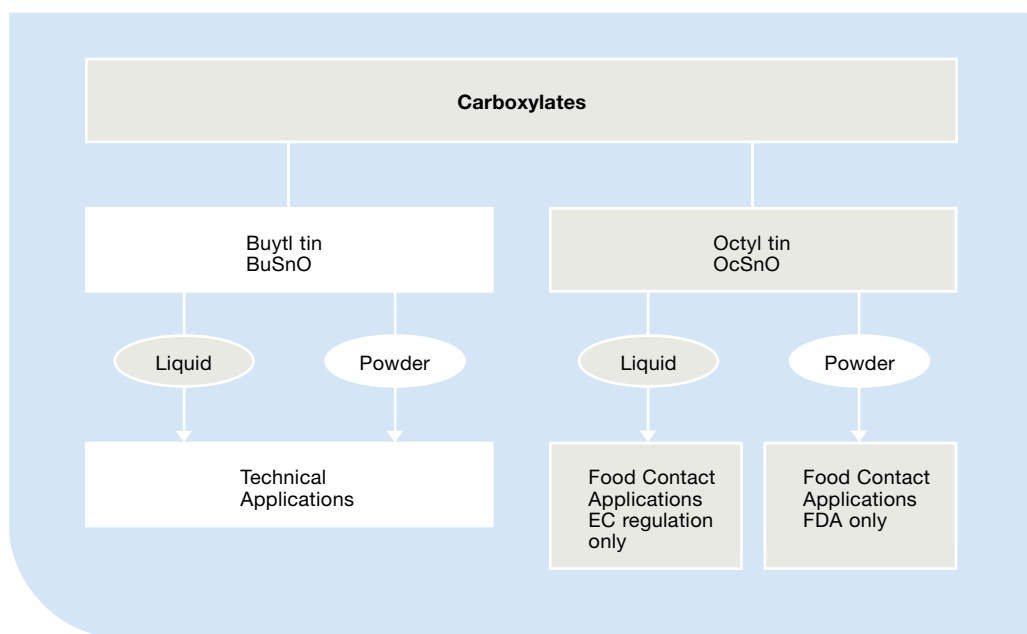 Carboxylates
Buytl tin
BuSnO
Octyl tin
OcSnO
Liquid
Powder
Liquid
Powder
Technical
Applications
Food Contact
Applications
EC regulation
only
Food Contact
Applications
FDA only